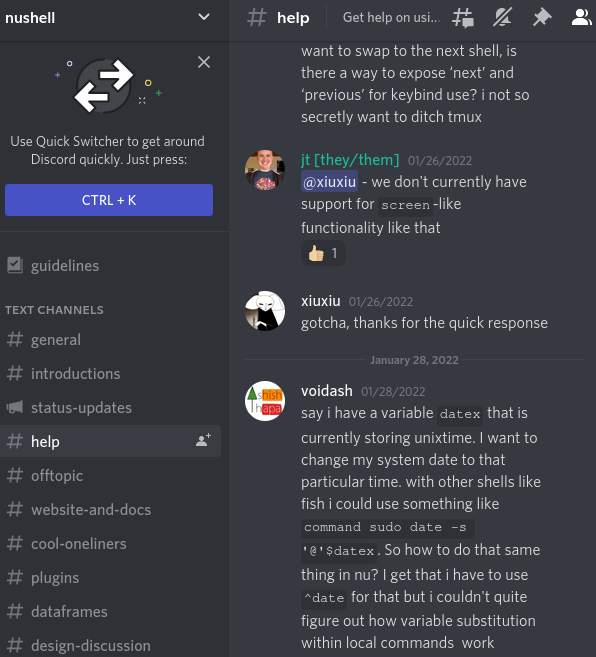 nushell
Use Quick Switcher to get around
Discord quickly. Just press:
CTRL + K
guidelines
TEXT CHANNELS
general
introductions
status-updates
help
offtopic
website-and-docs
cool-oneliners
plugins
dataframes
design-discussion
help
Get help on usi...
want to swap to the next shell, is
there a way to expose ‘next’ and
‘previous’ for keybind use? i not so
secretly want to ditch tmux
jt [they/them] 01/26/2022
@xiuxiu - we don't currently have
support for screen-like
functionality like that
1
xiuxiu 01/26/2022
gotcha, thanks for the quick response
January 28, 2022
Ashish
Thapa
voidash 01/28/2022
say i have a variable datex that is
currently storing unixtime. I want to
change my system date to that
particular time. with other shells like
fish i could use something like
command sudo date -s
'@'$datex. So how to do that same
thing in nu? I get that i have to use
^date for that but i couldn't quite
figure out how variable substitution
within local commands work